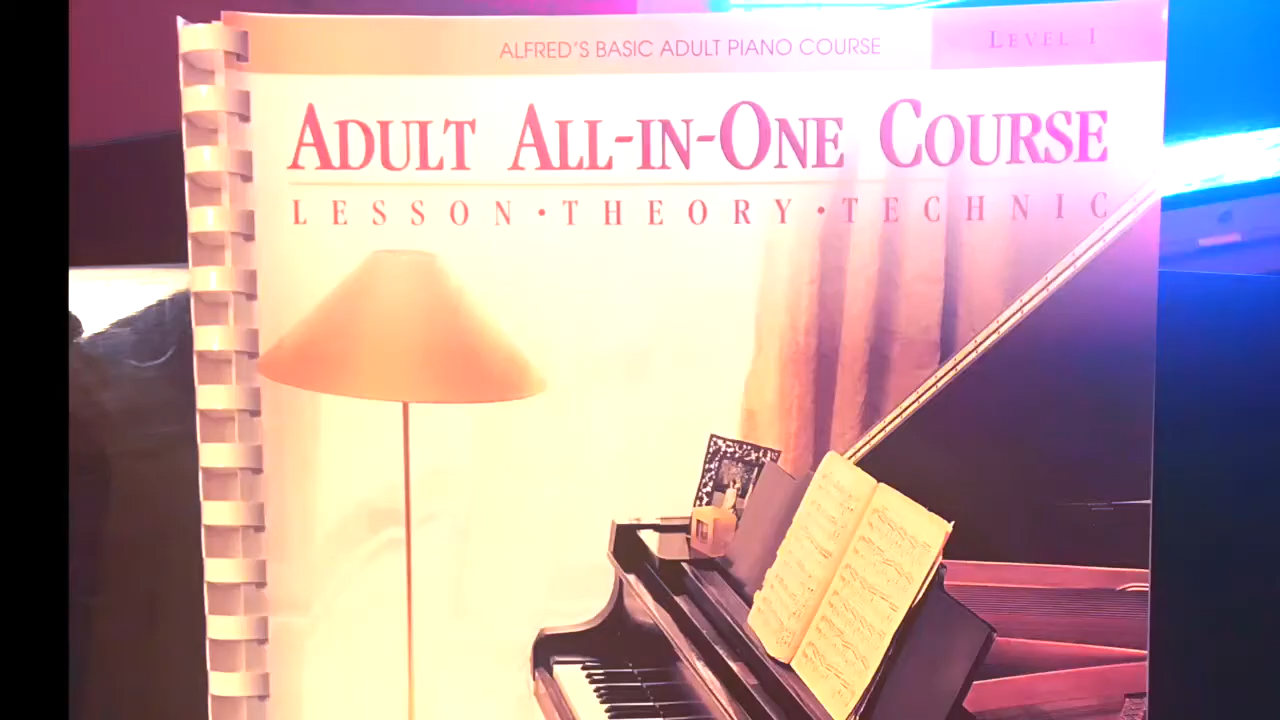 ALFRED'S BASIC ADULT PIANO COURSE
LEVEL 1
ADULT ALL-IN-ONE COURSE
LESSON • THEORY • TECHNIC